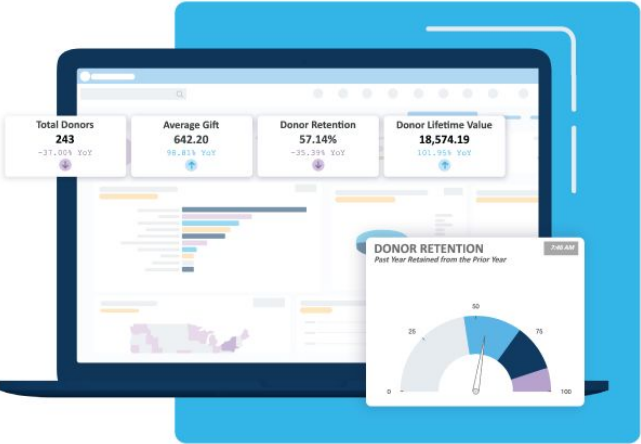 Total Donors
243
-37.00% YoY
Average Gift
642.20
98.81% YoY
Donor Retention
57.14%
-35.39% YoY
Donor Lifetime Value
18,574.19
101.95% YoY
DONOR RETENTION
7:46 AM
Past Year Retained from the Prior Year
0
25
50
75
100